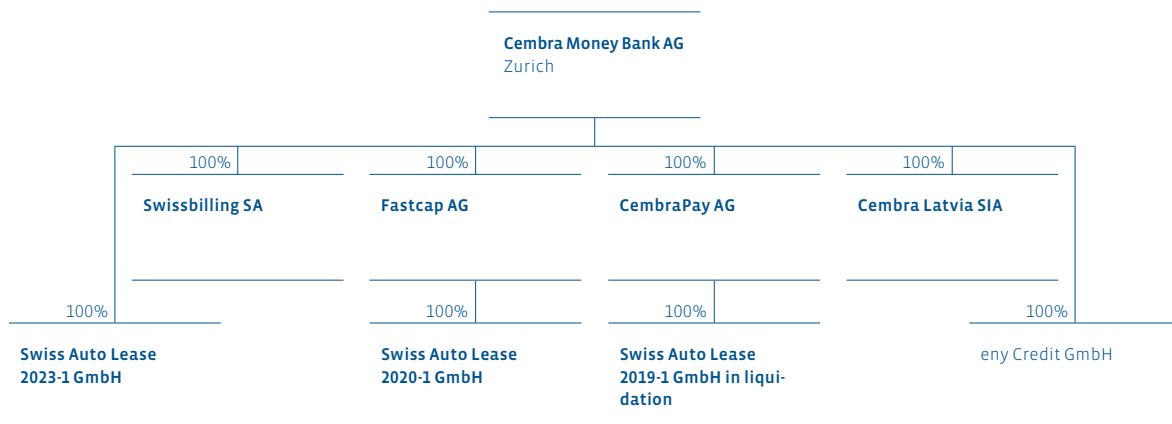 Cembra Money Bank AG
Zurich
100%
100%
100%
100%
Swissbilling SA
Fastcap AG
CembraPay AG
Cembra Latvia SIA
100%
100%
100%
100%
Swiss Auto Lease
2023-1 GmbH
Swiss Auto Lease
2020-1 GmbH
Swiss Auto Lease
2019-1 GmbH in liqui-
dation
eny Credit GmbH